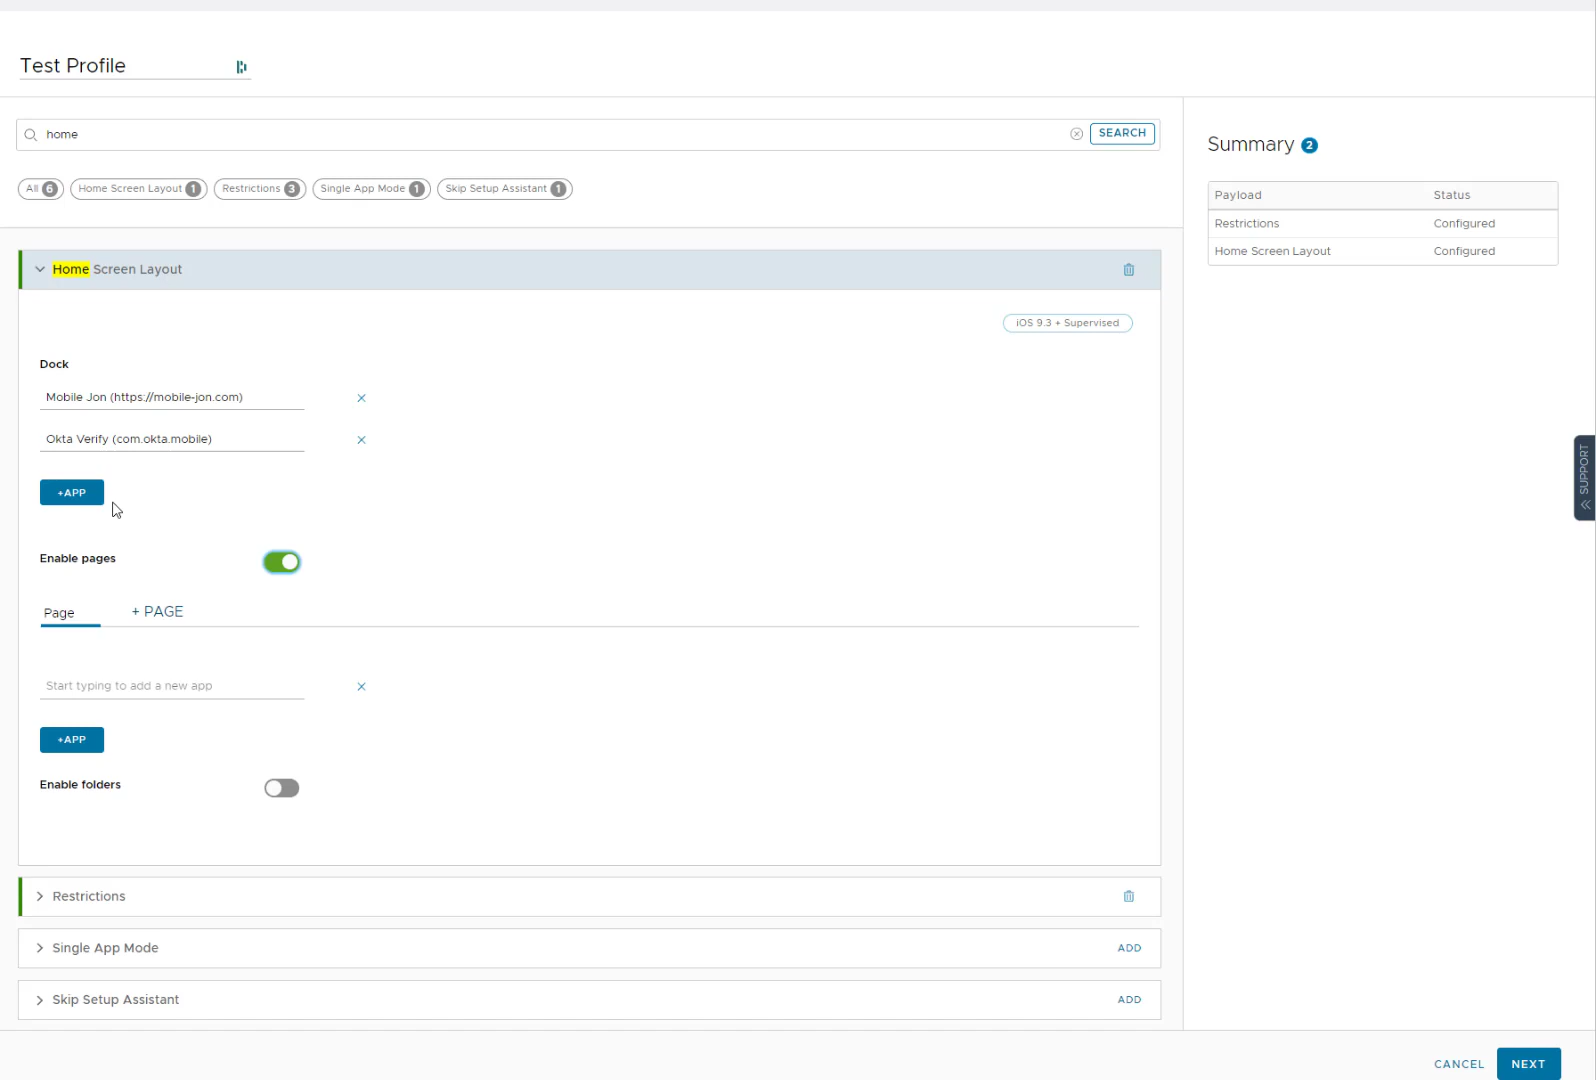 Test Profile
home
SEARCH
All 6
Home Screen Layout 1
Restrictions 3
Single App Mode 1
Skip Setup Assistant 1
Summary 2
Payload Status
Restrictions Configured
Home Screen Layout Configured
Home Screen Layout
iOS 9.3 + Supervised
Dock
Mobile Jon (https://mobile-jon.com)
Okta Verify (com.okta.mobile)
+APP
Enable pages
Page
+ PAGE
Start typing to add a new app
+APP
Enable folders
Restrictions
Single App Mode ADD
Skip Setup Assistant ADD
SUPPORT
CANCEL
NEXT